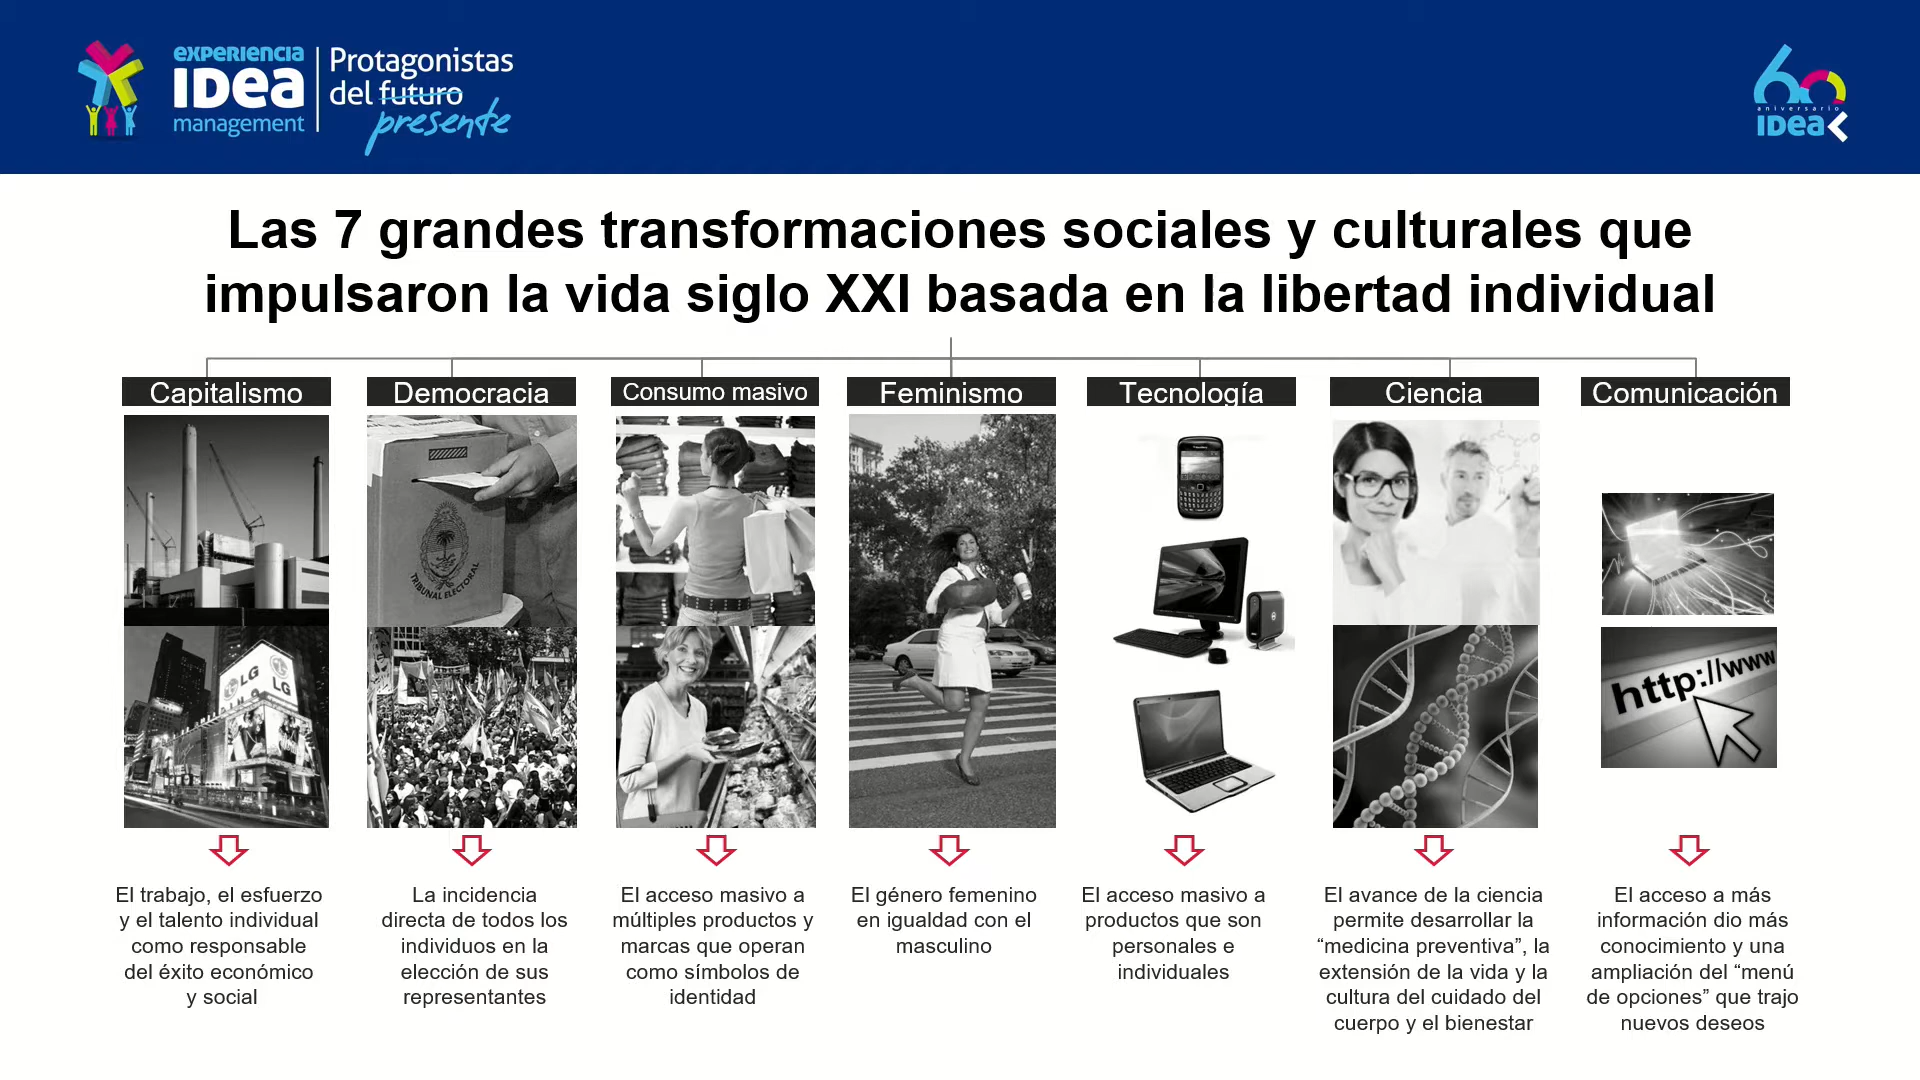 experiencia
IDea
management
Protagonistas
del futuro
presente
60
aniversario
IDea
Las 7 grandes transformaciones sociales y culturales que
impulsaron la vida siglo XXI basada en la libertad individual
Capitalismo
Democracia
Consumo masivo
Feminismo
Tecnología
Ciencia
Comunicación
TRIBUNAL ELECTORAL
LG
LG
http://www
El trabajo, el esfuerzo
y el talento individual
como responsable
del éxito económico
y social
La incidencia
directa de todos los
individuos en la
elección de sus
representantes
El acceso masivo a
múltiples productos y
marcas que operan
como símbolos de
identidad
El género femenino
en igualdad con el
masculino
El acceso masivo a
productos que son
personales e
individuales
El avance de la ciencia
permite desarrollar la
“medicina preventiva”, la
extensión de la vida y la
cultura del cuidado del
cuerpo y el bienestar
El acceso a más
información dio más
conocimiento y una
ampliación del “menú
de opciones” que trajo
nuevos deseos